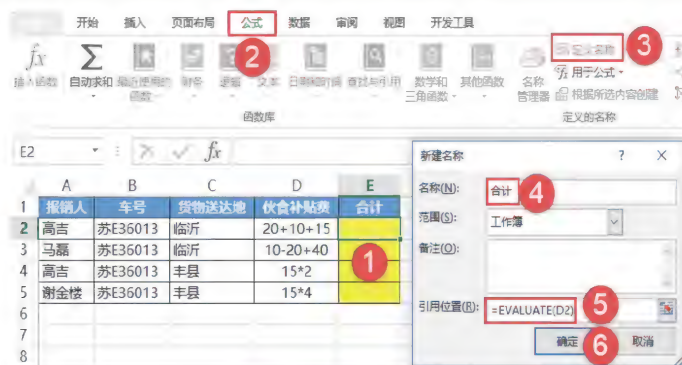 开始 插入 页面布局 公式 数据 审阅 视图 开发工具
2
3
fx Σ 定义名称
用于公式
插入函数 自动求和 最近使用的 财务 逻辑 文本 日期和时间 查找与引用 数学和 其他函数 名称
函数 三角函数 管理器 根据所选内容创建
函数库 定义的名称
E2 fx
A B C D E
1 报销人 车号 货物送达地 伙食补贴费 合计
2 高吉 苏E36013 临沂 20+10+15
3 马磊 苏E36013 临沂 10-20+40
4 高吉 苏E36013 丰县 15*2
5 谢金楼 苏E36013 丰县 15*4
6
7
8
1
新建名称 ? ×
名称(N): 合计 4
范围(S): 工作簿
备注(O):
引用位置(R): =EVALUATE(D2) 5
确定 6 取消